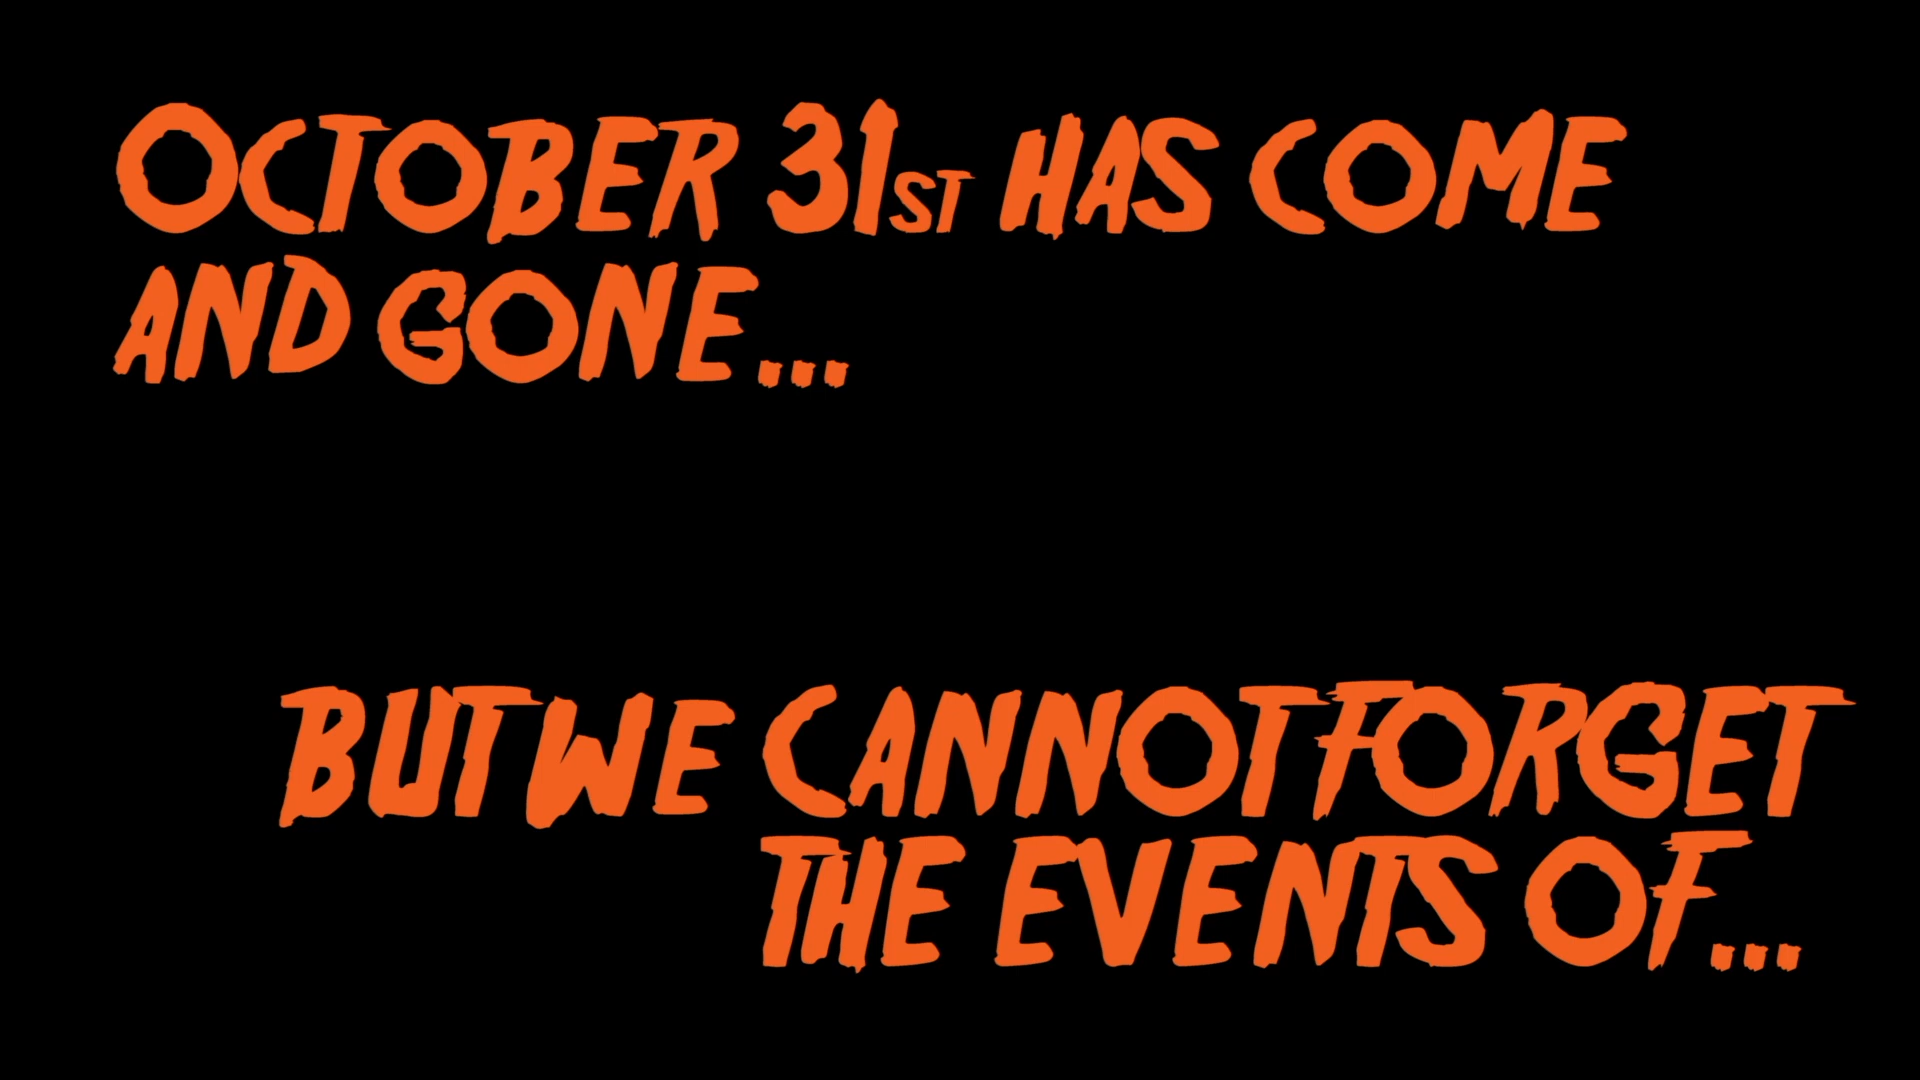 OCTOBER 31ST HAS COME
AND GONE...
BUT WE CANNOT FORGET
THE EVENTS OF...